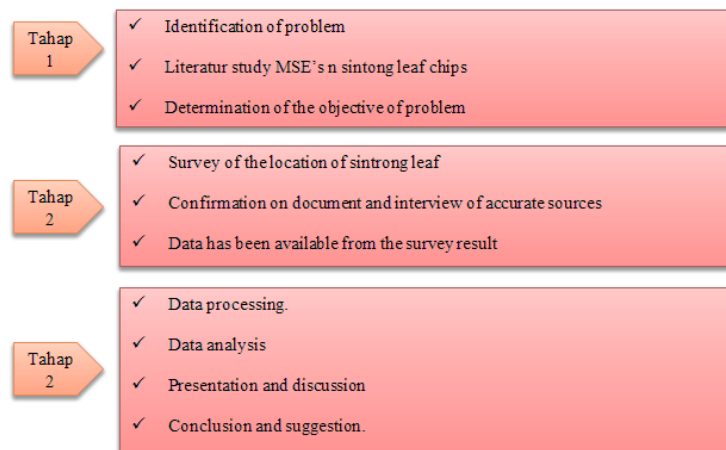 Tahap
1
✓ Identification of problem
✓ Literatur study MSE's n sintong leaf chips
✓ Determination of the objective of problem
Tahap
2
✓ Survey of the location of sintrong leaf
✓ Confirmation on document and interview of accurate sources
✓ Data has been available from the survey result
Tahap
2
✓ Data processing.
✓ Data analysis
✓ Presentation and discussion
✓ Conclusion and suggestion.